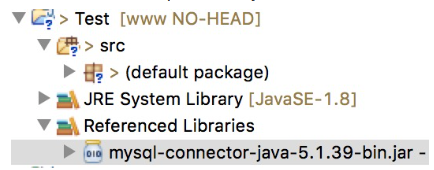 > Test [www NO-HEAD]
> src
> (default package)
JRE System Library [JavaSE-1.8]
Referenced Libraries
mysql-connector-java-5.1.39-bin.jar -